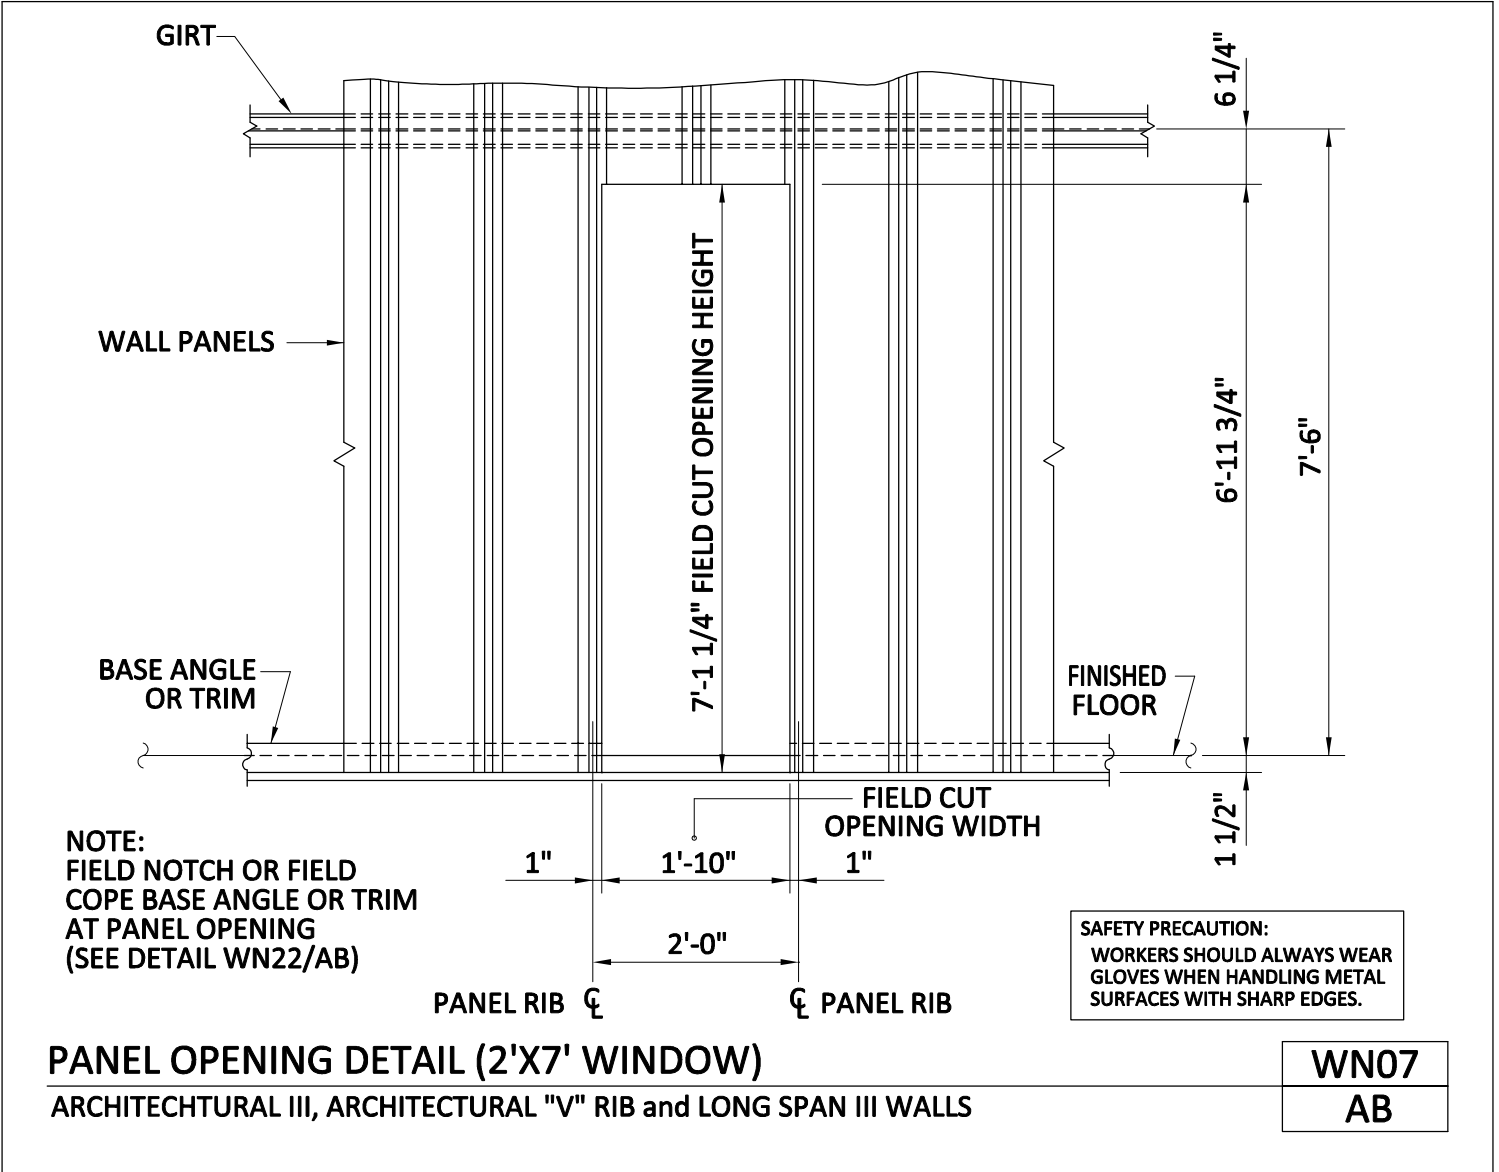 GIRT
6 1/4"
WALL PANELS
7'-1 1/4" FIELD CUT OPENING HEIGHT
6'-11 3/4"
7'-6"
BASE ANGLE
OR TRIM
FINISHED
FLOOR
FIELD CUT
OPENING WIDTH
1 1/2"
NOTE:
FIELD NOTCH OR FIELD
COPE BASE ANGLE OR TRIM
AT PANEL OPENING
(SEE DETAIL WN22/AB)
1"
1'-10"
1"
2'-0"
PANEL RIB ℄
℄ PANEL RIB
SAFETY PRECAUTION:
WORKERS SHOULD ALWAYS WEAR
GLOVES WHEN HANDLING METAL
SURFACES WITH SHARP EDGES.
PANEL OPENING DETAIL (2'X7' WINDOW)
ARCHITECHTURAL III, ARCHITECTURAL "V" RIB and LONG SPAN III WALLS
WN07
AB